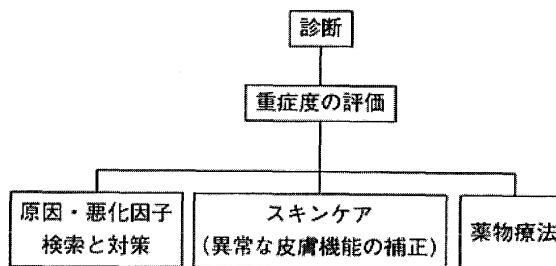 診断
重症度の評価
原因・悪化因子
検索と対策
スキンケア
(異常な皮膚機能の補正)
薬物療法